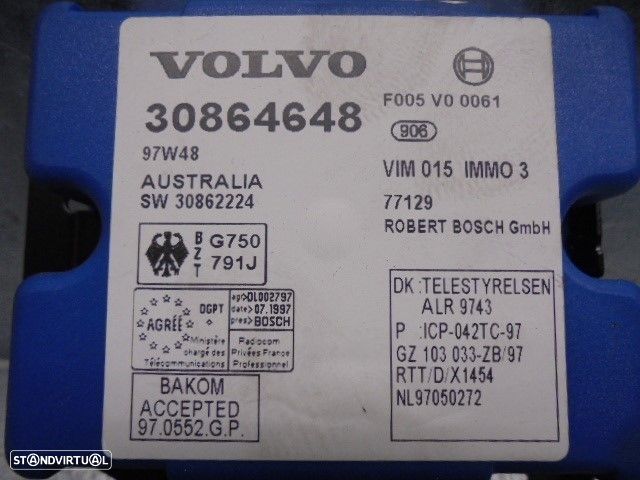 VOLVO
30864648
97W48
AUSTRALIA
SW 30862224
BZT
G750
791J
DGPT
AGRÉÉ
Ministère
chargé des
Télécommunications
agr>DL002797
date>07.1997
pres>BOSCH
Radiocom
Privées France
Professionnel
BAKOM
ACCEPTED
97.0552.G.P.
F005 V0 0061
906
VIM 015 IMMO 3
77129
ROBERT BOSCH GmbH
DK :TELESTYRELSEN
ALR 9743
P :ICP-042TC-97
GZ 103 033-ZB/97
RTT/D/X1454
NL97050272
STANDVIRTUAL